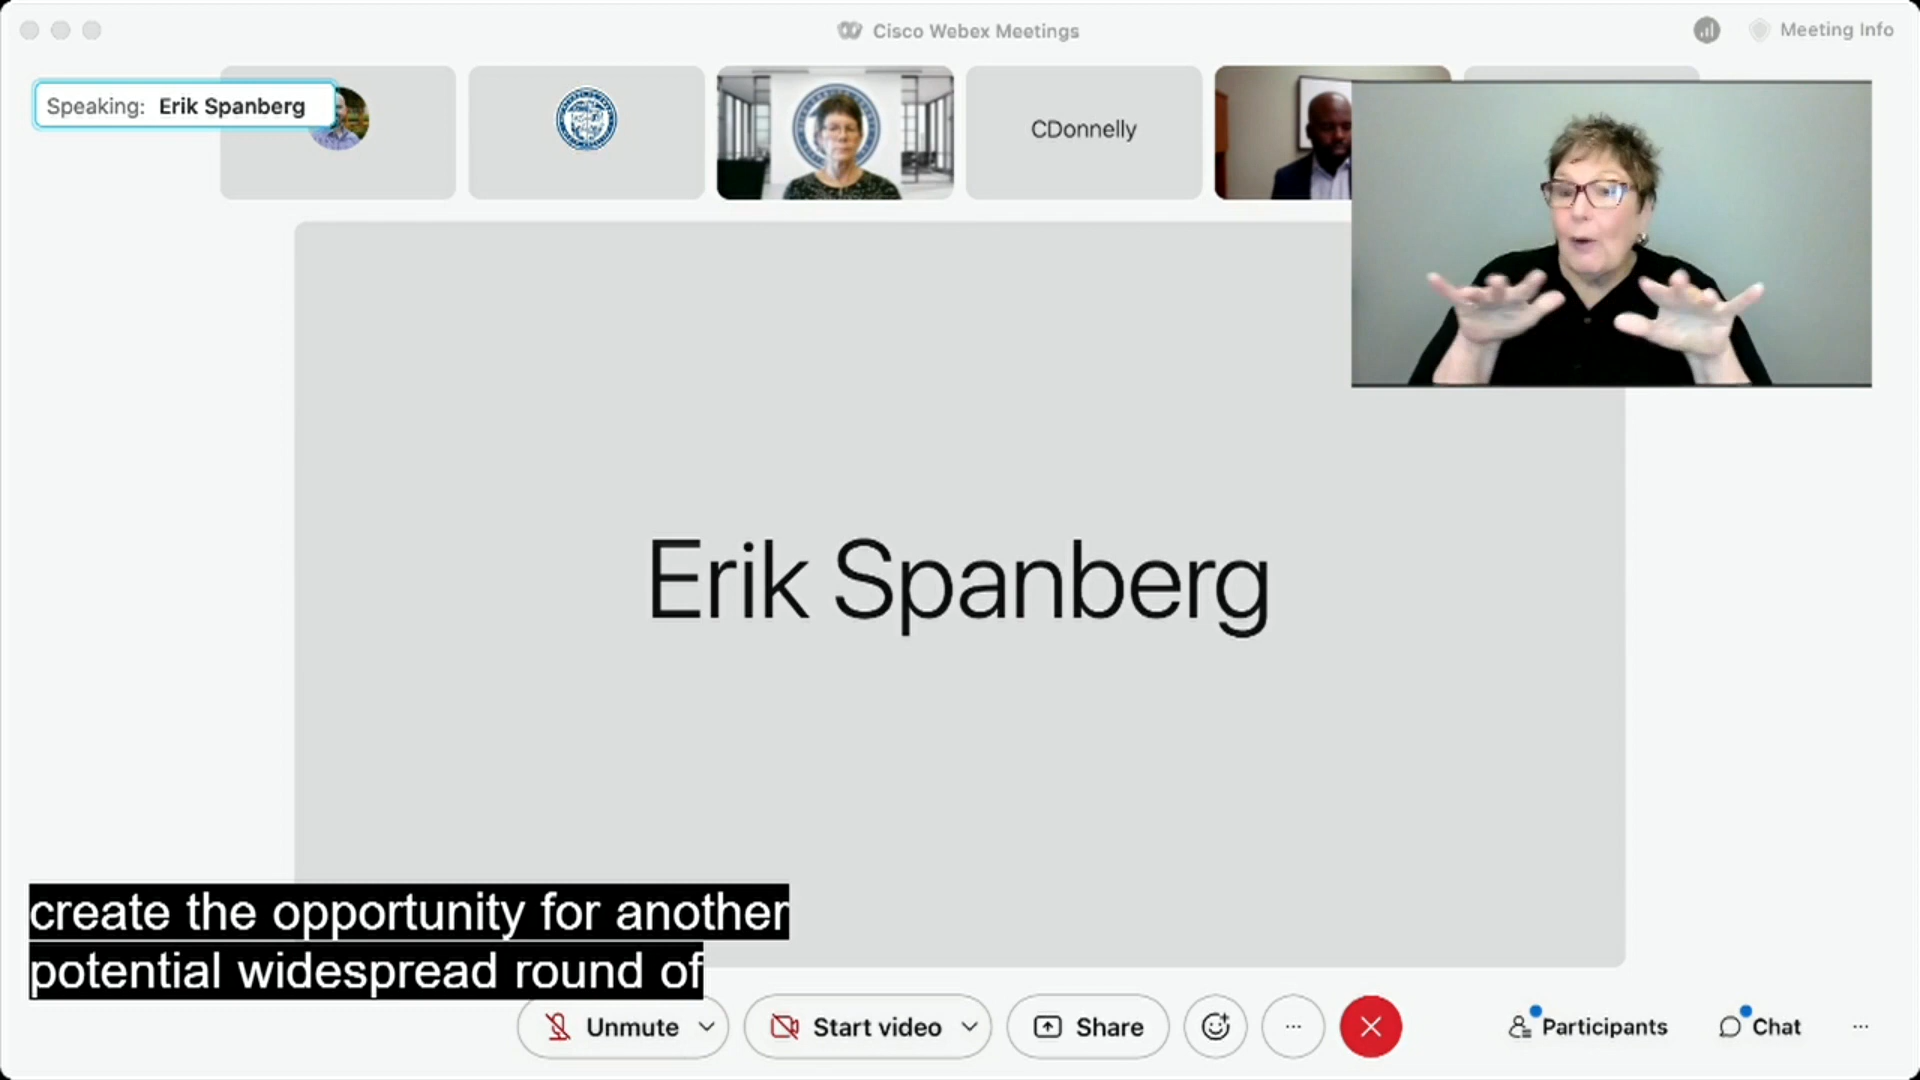 Cisco Webex Meetings
Meeting Info
Speaking: Erik Spanberg
CDonnelly
Erik Spanberg
create the opportunity for another
potential widespread round of
Unmute
Start video
Share
Participants
Chat